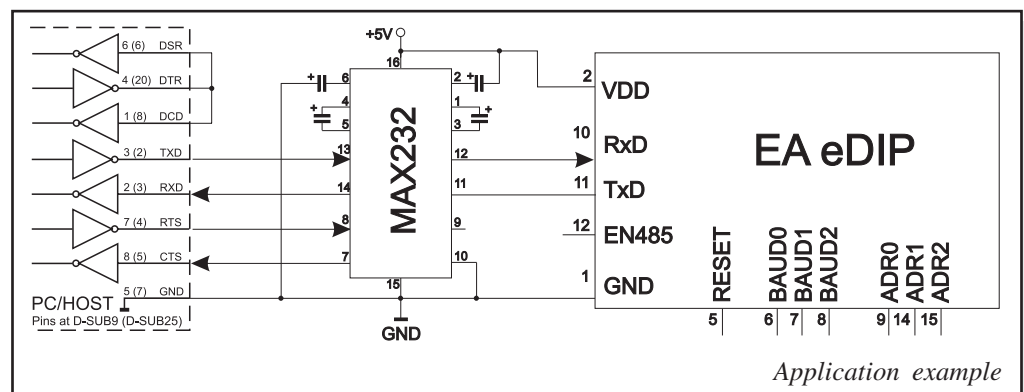 +5V
6 (6) DSR
4 (20) DTR
1 (8) DCD
3 (2) TXD
2 (3) RXD
7 (4) RTS
8 (5) CTS
5 (7) GND
PC/HOST
Pins at D-SUB9 (D-SUB25)
MAX232
16
6
+
2
+
4
+
1
+
5
3
13
12
14
11
8
9
7
10
15
GND
EA eDIP
2 VDD
10 RxD
11 TxD
12 EN485
1 GND
RESET
BAUD0
BAUD1
BAUD2
ADR0
ADR1
ADR2
5 6 7 8 9 14 15
Application example